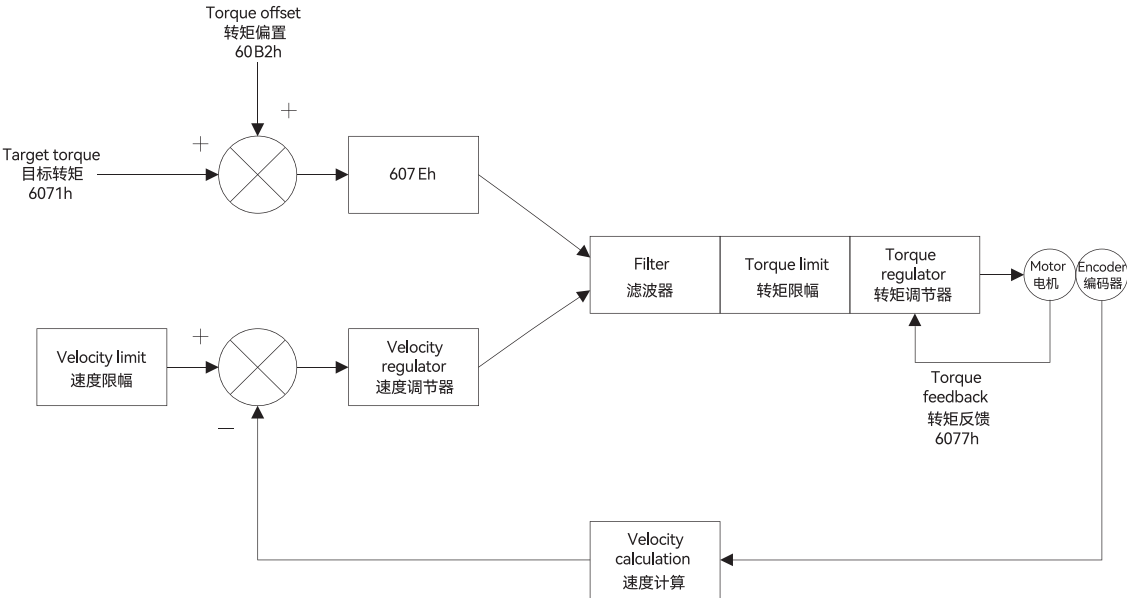 Torque offset
转矩偏置
60B2h
+
+
Target torque
目标转矩
6071h
607Eh
Filter
滤波器
Torque limit
转矩限幅
Torque
regulator
转矩调节器
Motor
电机
Encoder
编码器
+
Velocity limit
速度限幅
Velocity
regulator
速度调节器
—
Torque
feedback
转矩反馈
6077h
Velocity
calculation
速度计算